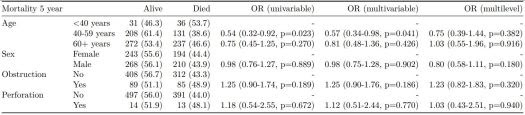 Mortality 5 year Alive Died OR (univariable) OR (multivariable) OR (multilevel)
Age <40 years 31 (46.3) 36 (53.7) - - -
40-59 years 208 (61.4) 131 (38.6) 0.54 (0.32-0.92, p=0.023) 0.57 (0.34-0.98, p=0.041) 0.75 (0.39-1.44, p=0.382)
60+ years 272 (53.4) 237 (46.6) 0.75 (0.45-1.25, p=0.270) 0.81 (0.48-1.36, p=0.426) 1.03 (0.55-1.96, p=0.916)
Sex Female 243 (55.6) 194 (44.4) - - -
Male 268 (56.1) 210 (43.9) 0.98 (0.76-1.27, p=0.889) 0.98 (0.75-1.28, p=0.902) 0.80 (0.58-1.11, p=0.180)
Obstruction No 408 (56.7) 312 (43.3) - - -
Yes 89 (51.1) 85 (48.9) 1.25 (0.90-1.74, p=0.189) 1.25 (0.90-1.76, p=0.186) 1.23 (0.82-1.83, p=0.320)
Perforation No 497 (56.0) 391 (44.0) - - -
Yes 14 (51.9) 13 (48.1) 1.18 (0.54-2.55, p=0.672) 1.12 (0.51-2.44, p=0.770) 1.03 (0.43-2.51, p=0.940)